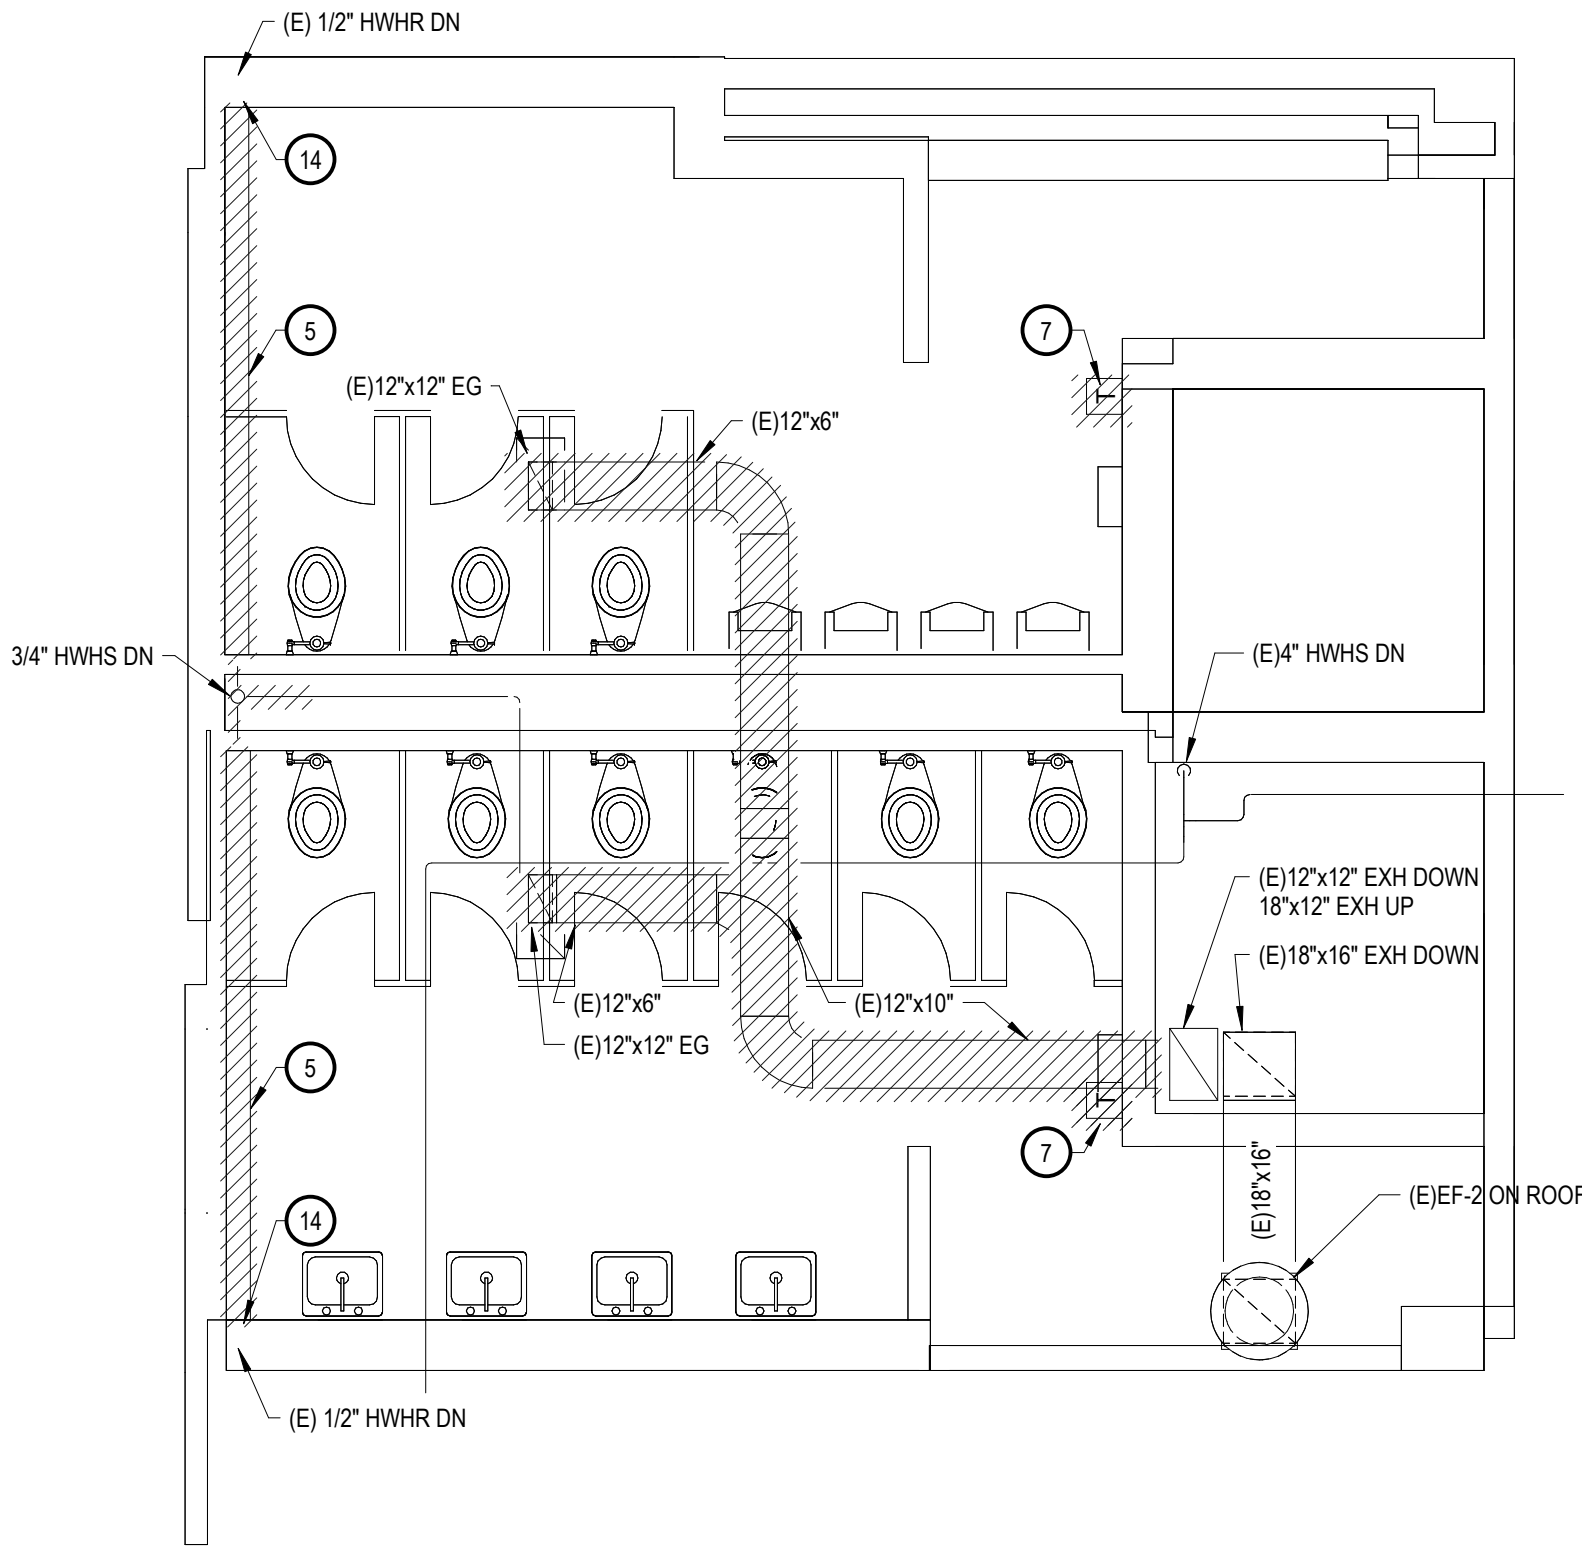 (E) 1/2" HWHR DN
14
5
7
(E)12"x12" EG
(E)12"x6"
T
3/4" HWHS DN
(E)4" HWHS DN
(E)12"x12" EXH DOWN
18"x12" EXH UP
(E)18"x16" EXH DOWN
(E)12"x6"
(E)12"x10"
(E)12"x12" EG
5
T
7
(E)18"x16"
(E)EF-2 ON ROOF
14
(E) 1/2" HWHR DN